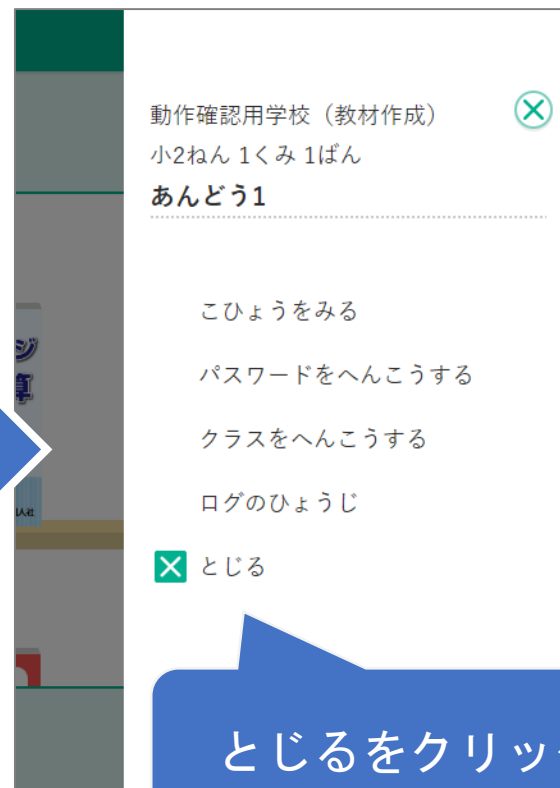 動作確認用学校（教材作成）
小2ねん 1くみ 1ばん
あんどう1
こひょうをみる
パスワードをへんこうする
クラスをへんこうする
ログのひょうじ
とじる
とじるをクリッ